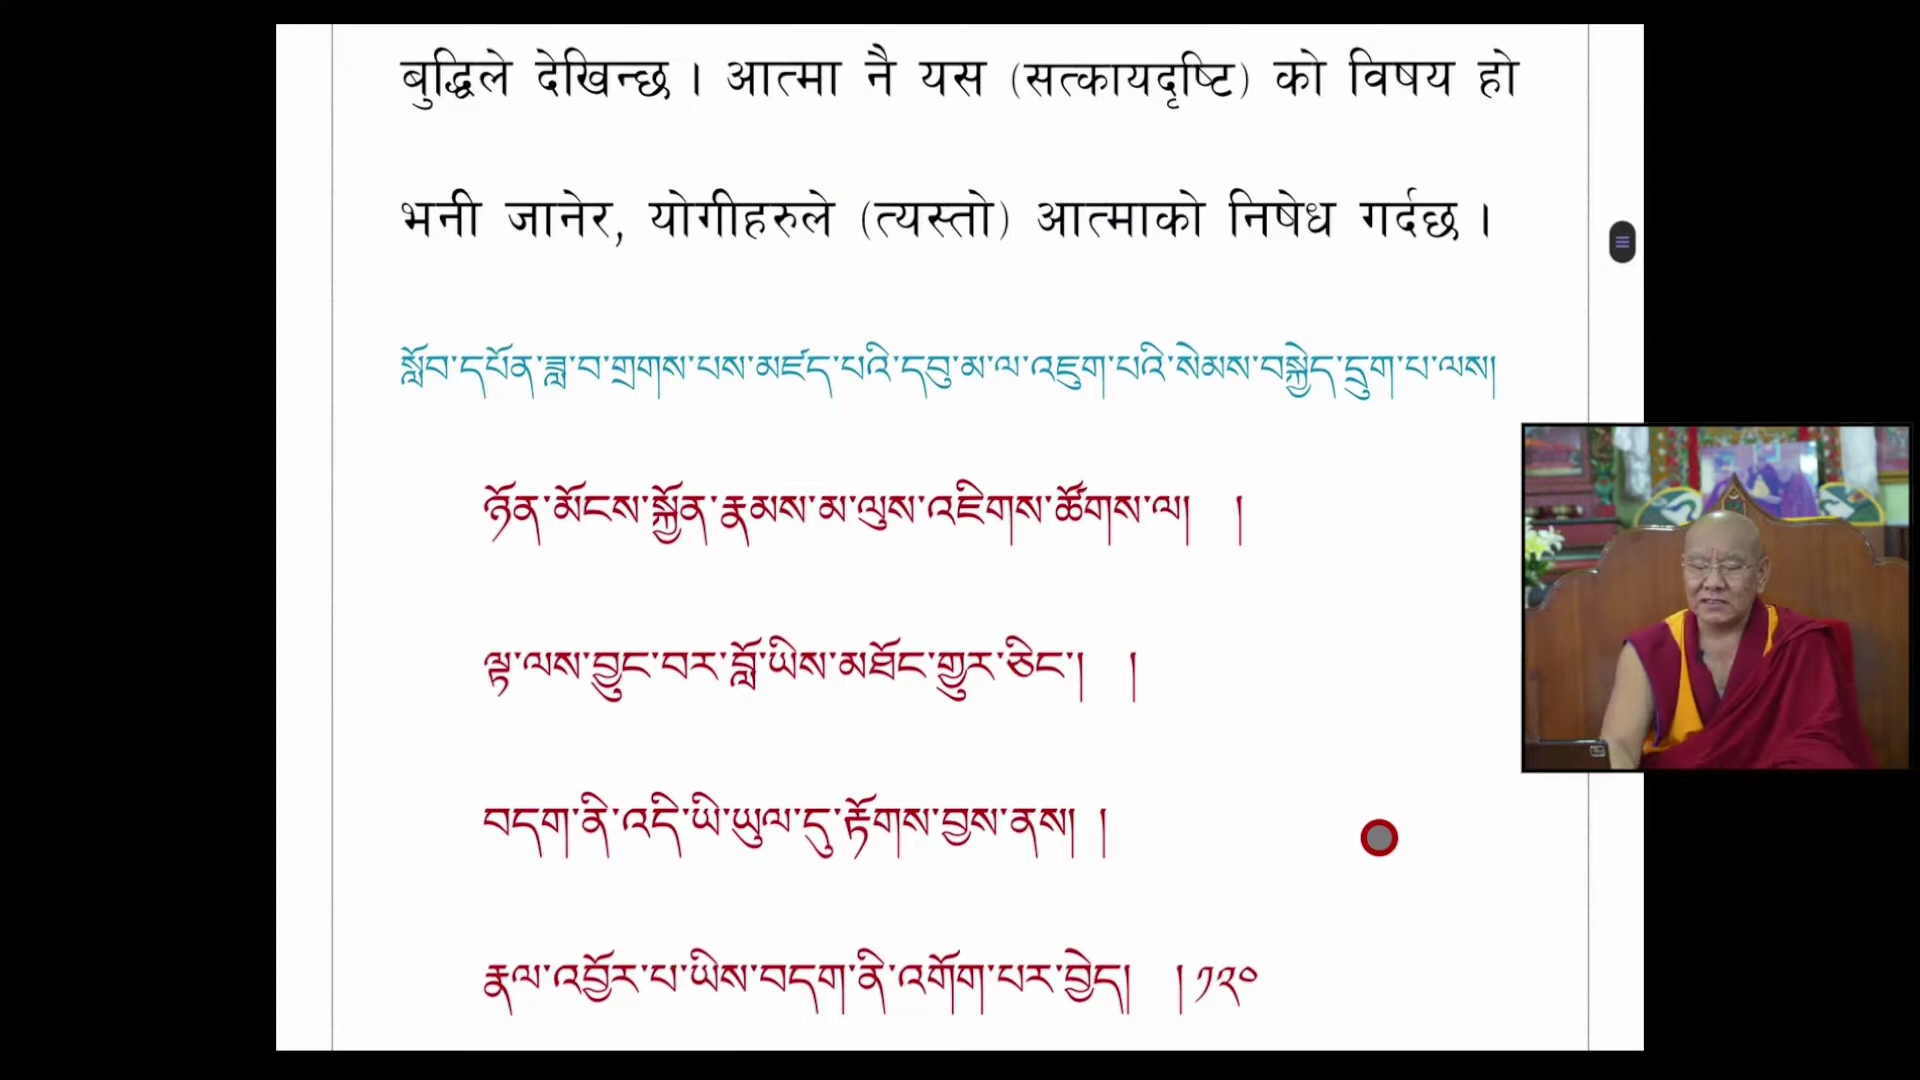 बुद्धिले देखिन्छ । आत्मा नै यस (सत्कायदृष्टि) को विषय हो
भनी जानेर, योगीहरुले (त्यस्तो) आत्माको निषेध गर्दछ ।
སློབ་དཔོན་ཟླ་བ་གྲགས་པས་མཛད་པའི་དབུ་མ་ལ་འཇུག་པའི་སེམས་བསྐྱེད་དྲུག་པ་ལས།
ཉོན་མོངས་སྐྱོན་རྣམས་མ་ལུས་འཇིགས་ཚོགས་ལ། །
ལྟ་ལས་བྱུང་བར་བློ་ཡིས་མཐོང་གྱུར་ཅིང་། །
བདག་ནི་འདི་ཡི་ཡུལ་དུ་རྟོགས་བྱས་ནས། །
རྣལ་འབྱོར་པ་ཡིས་བདག་ནི་འགོག་པར་བྱེད། །༡༢༠